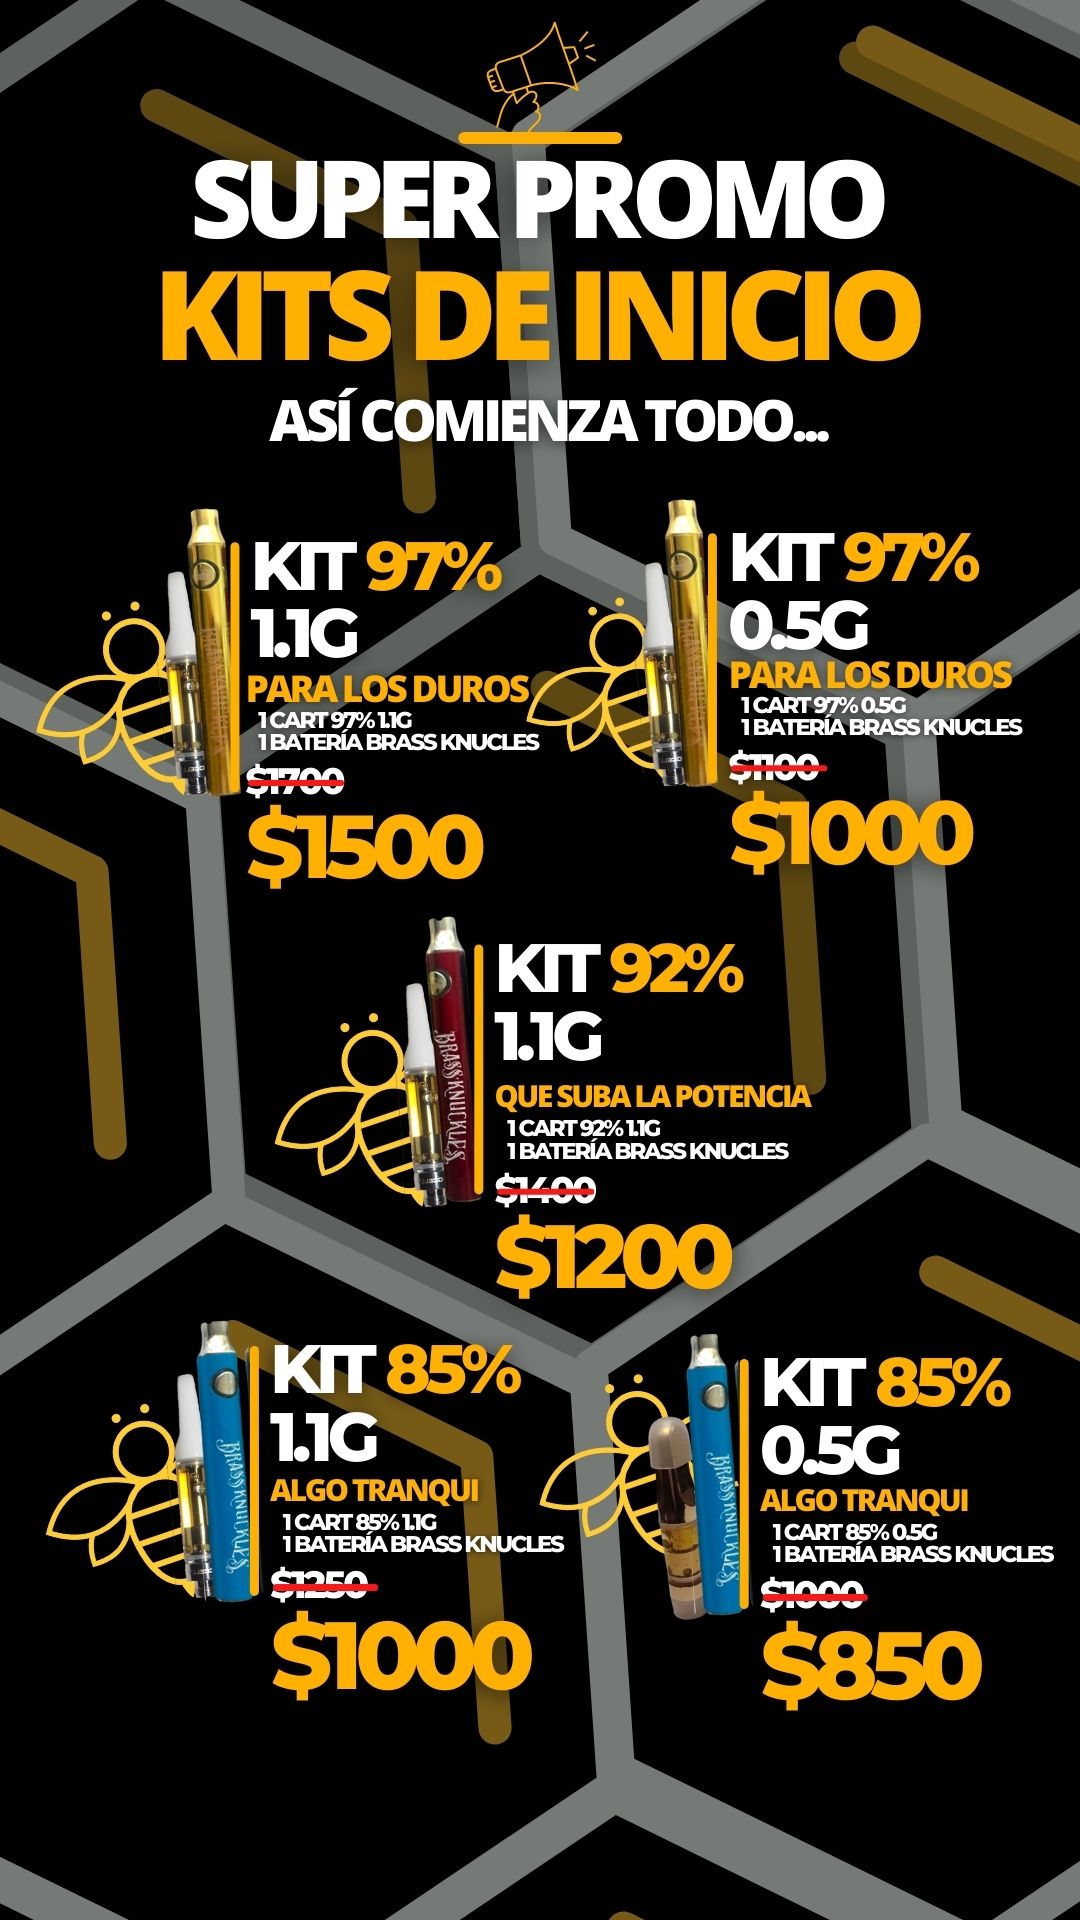 SUPER PROMO
KITS DE INICIO
ASÍ COMIENZA TODO...
KIT 97%
1.1G
PARA LOS DUROS
1 CART 97% 1.1G
1 BATERÍA BRASS KNUCLES
$1700
$1500
KIT 97%
0.5G
PARA LOS DUROS
1 CART 97% 0.5G
1 BATERÍA BRASS KNUCLES
$1100
$1000
BRASS KNUCKLES
KIT 92%
1.1G
QUE SUBA LA POTENCIA
1 CART 92% 1.1G
1 BATERÍA BRASS KNUCLES
$1400
$1200
BRASS KNUCKLES
KIT 85%
1.1G
ALGO TRANQUI
1 CART 85% 1.1G
1 BATERÍA BRASS KNUCLES
$1250
$1000
BRASS KNUCKLES
KIT 85%
0.5G
ALGO TRANQUI
1 CART 85% 0.5G
1 BATERÍA BRASS KNUCLES
$1000
$850